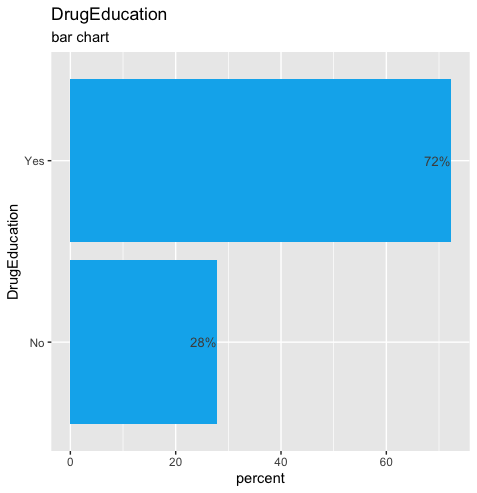 DrugEducation
bar chart
DrugEducation
Yes
72%
No
28%
0 20 40 60
percent